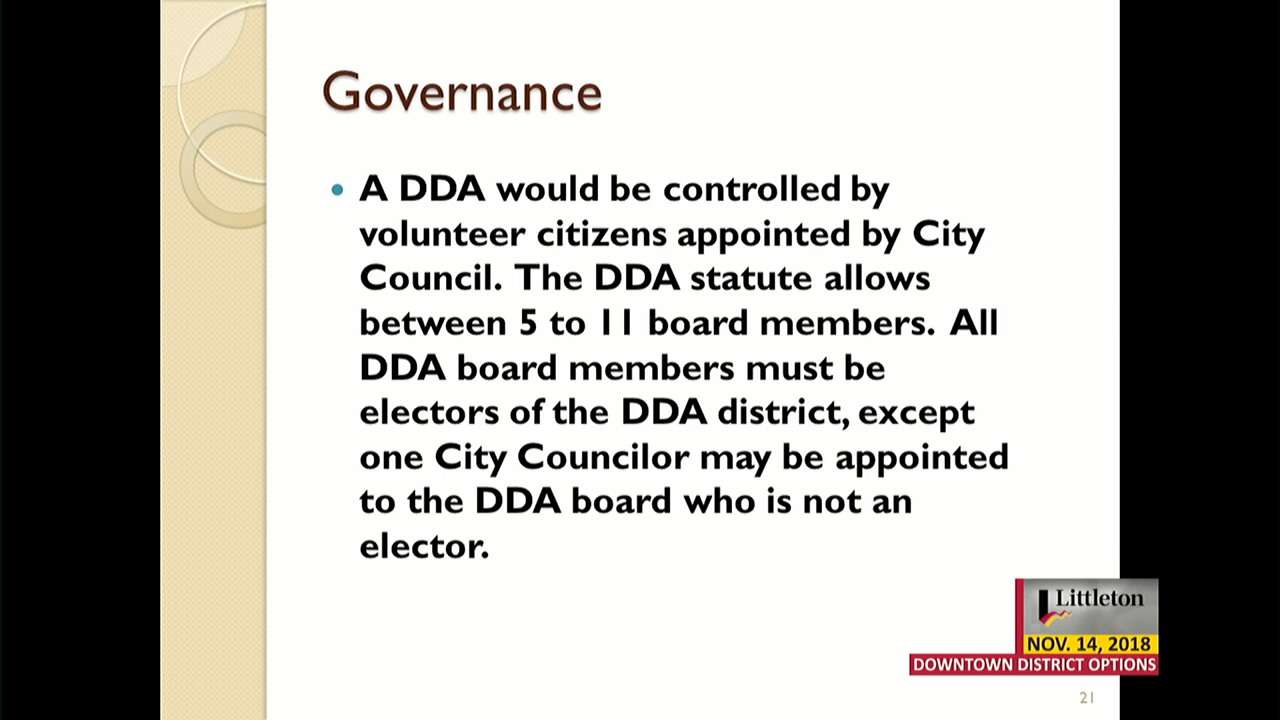 Governance
• A DDA would be controlled by
volunteer citizens appointed by City
Council. The DDA statute allows
between 5 to 11 board members. All
DDA board members must be
electors of the DDA district, except
one City Councilor may be appointed
to the DDA board who is not an
elector.
Littleton
NOV. 14, 2018
DOWNTOWN DISTRICT OPTIONS
21